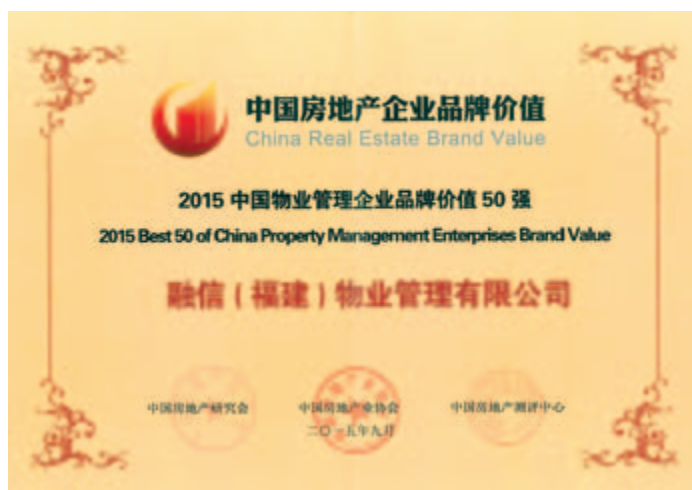 中国房地产企业品牌价值
China Real Estate Brand Value
2015 中国物业管理企业品牌价值 50 强
2015 Best 50 of China Property Management Enterprises Brand Value
融信（福建）物业管理有限公司
中国房地产研究会 中国房地产业协会 中国房地产测评中心
二〇一五年九月